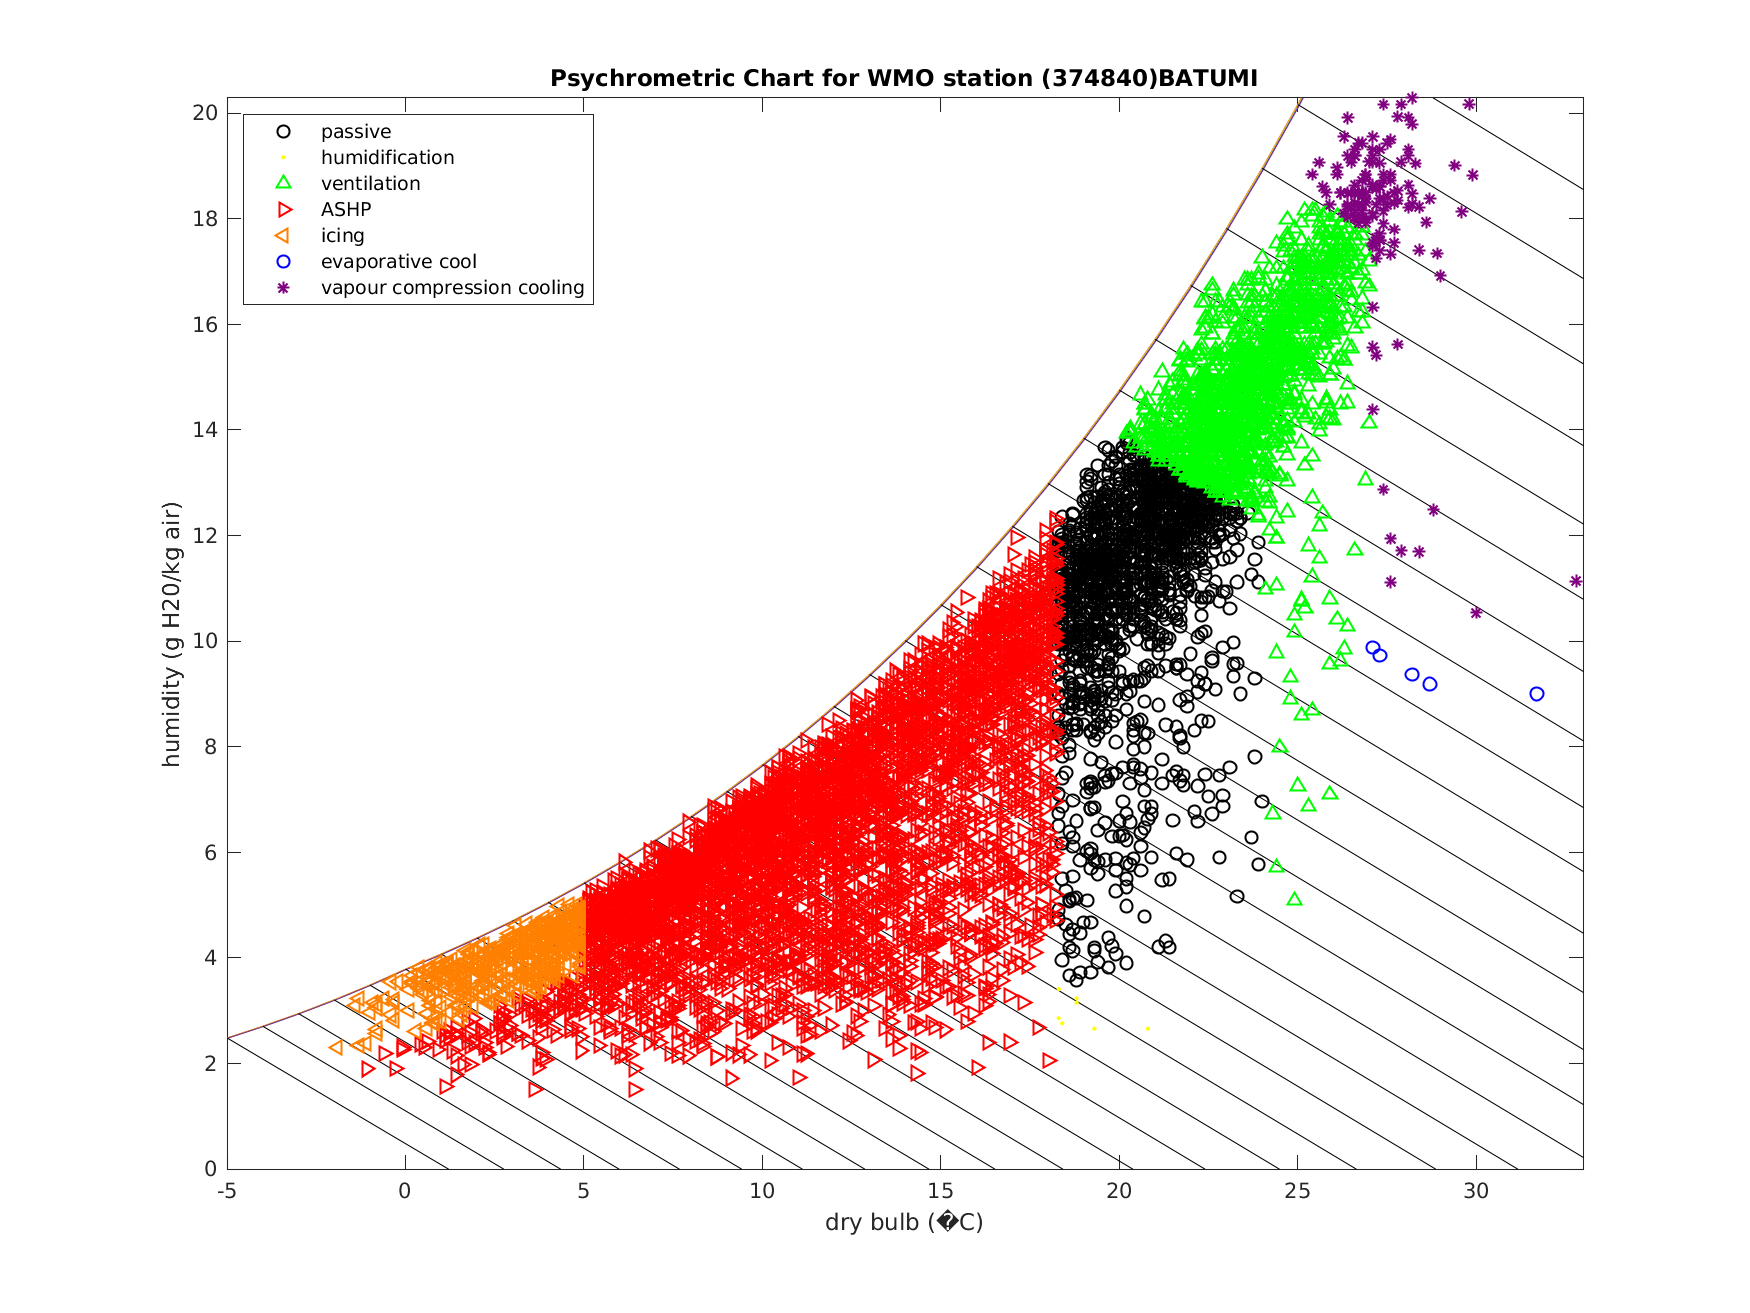 Psychrometric Chart for WMO station (374840)BATUMI
20
18
16
14
12
10
8
6
4
2
0
humidity (g H20/kg air)
passive
humidification
ventilation
ASHP
icing
evaporative cool
vapour compression cooling
-5 0 5 10 15 20 25 30
dry bulb (�C)